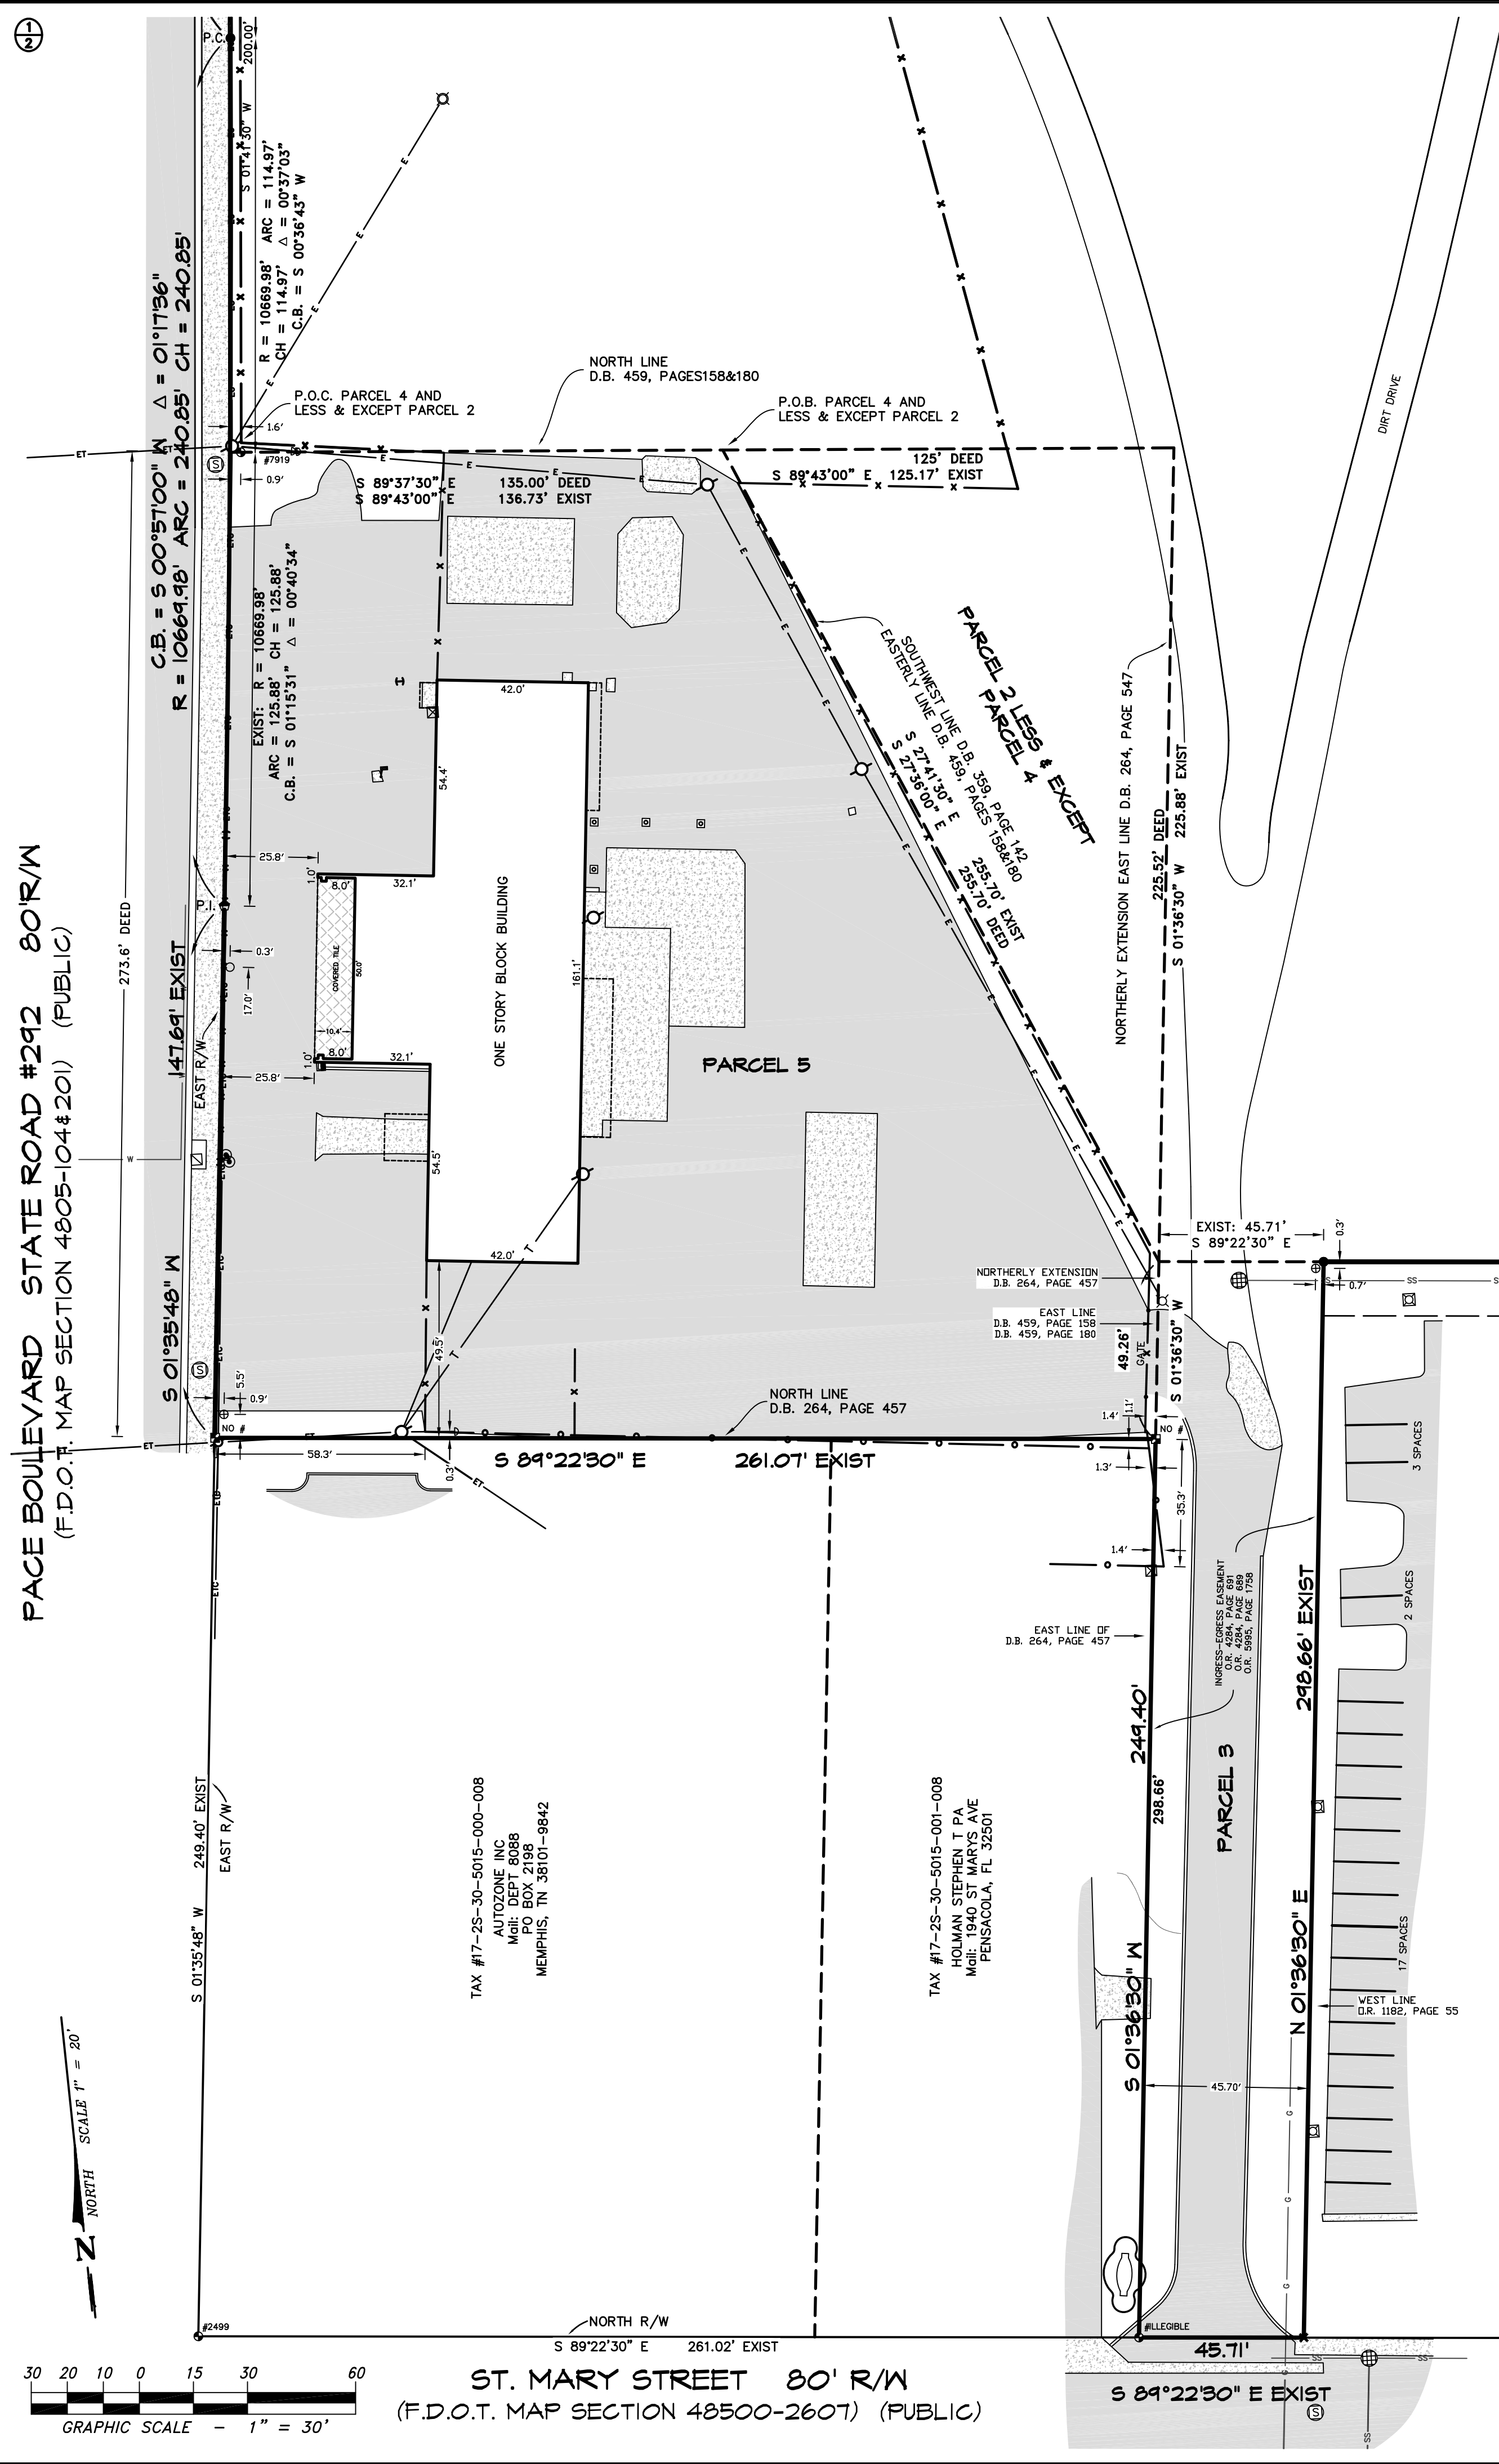 1
2
P.C.
200.00'
S 01°41'30" W
R = 10669.98' ARC = 114.97'
CH = 114.97' Δ = 00°37'03"
C.B. = S 00°36'43" W
C.B. = S 00°57'00" W Δ = 01°17'36"
R = 10669.98' ARC = 240.85' CH = 240.85'
NORTH LINE
D.B. 459, PAGES158&180
P.O.C. PARCEL 4 AND
LESS & EXCEPT PARCEL 2
P.O.B. PARCEL 4 AND
LESS & EXCEPT PARCEL 2
DIRT DRIVE
1.6'
#7919
0.9'
S 89°37'30" E 135.00' DEED
S 89°43'00" E 136.73' EXIST
125' DEED
S 89°43'00" E 125.17' EXIST
EXIST: R = 10669.98'
ARC = 125.88' CH = 125.88'
C.B. = S 01°15'31" Δ = 00°40'34"
PARCEL 2 LESS & EXCEPT
PARCEL 4
SOUTHWEST LINE D.B. 359, PAGE 142
EASTERLY LINE D.B. 459, PAGES 158&180
S 27°41'30" E 255.70' EXIST
S 27°36'00" E 255.70' DEED
NORTHERLY EXTENSION EAST LINE D.B. 264, PAGE 547
225.52' DEED
S 01°36'30" W 225.88' EXIST
42.0'
54.4'
25.8'
1.0'
8.0'
32.1'
ONE STORY BLOCK BUILDING
COVERED TILE
50.0'
161.1'
10.4'
P.I.
0.3'
17.0'
1.0'
8.0'
32.1'
25.8'
54.5'
42.0'
PARCEL 5
273.6' DEED
PACE BOULEVARD STATE ROAD #292 80'R/W
(F.D.O.T. MAP SECTION 4805-104&201) (PUBLIC)
S 01°35'48" W 147.69' EXIST
EAST R/W
EXIST: 45.71'
S 89°22'30" E
0.3'
0.7'
NORTHERLY EXTENSION
D.B. 264, PAGE 457
EAST LINE
D.B. 459, PAGE 158
D.B. 459, PAGE 180
49.26'
GATE
S 01°36'30" W
49.5'
5.5'
0.9'
NO #
58.3'
0.3'
NORTH LINE
D.B. 264, PAGE 457
S 89°22'30" E 261.07' EXIST
1.4'
1.1'
NO #
1.3'
35.3'
1.4'
3 SPACES
2 SPACES
17 SPACES
INGRESS-EGRESS EASEMENT
O.R. 4284, PAGE 691
O.R. 4284, PAGE 689
O.R. 5995, PAGE 1758
EAST LINE OF
D.B. 264, PAGE 457
S 01°36'30" W 249.40'
298.66'
PARCEL 3
N 01°36'30" E 298.66' EXIST
WEST LINE
O.R. 1182, PAGE 55
45.70'
S 01°35'48" W 249.40' EXIST
EAST R/W
TAX #17-2S-30-5015-000-008
AUTOZONE INC
Mail: DEPT 8088
PO BOX 2198
MEMPHIS, TN 38101-9842
TAX #17-2S-30-5015-001-008
HOLMAN STEPHEN T PA
Mail: 1940 ST MARYS AVE
PENSACOLA, FL 32501
NORTH SCALE 1" = 20'
Z
#2499
NORTH R/W
S 89°22'30" E 261.02' EXIST
#ILLEGIBLE
45.71'
S 89°22'30" E EXIST
ST. MARY STREET 80' R/W
(F.D.O.T. MAP SECTION 48500-2607) (PUBLIC)
30 20 10 0 15 30 60
GRAPHIC SCALE - 1" = 30'